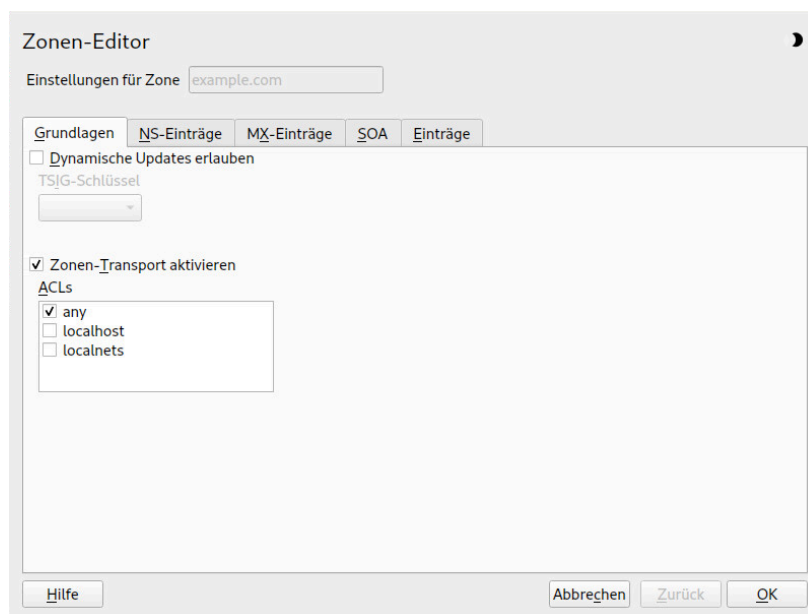 Zonen-Editor
Einstellungen für Zone example.com
Grundlagen NS-Einträge MX-Einträge SOA Einträge
Dynamische Updates erlauben
TSIG-Schlüssel
Zonen-Transport aktivieren
ACLs
any
localhost
localnets
Hilfe Abbrechen Zurück OK